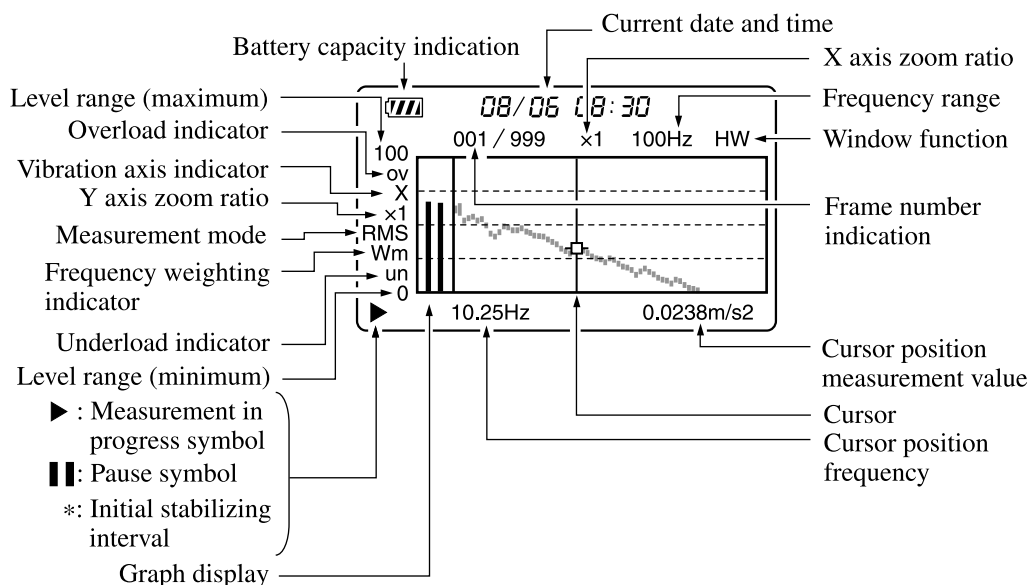 Current date and time
Battery capacity indication
X axis zoom ratio
Level range (maximum)
08/06 08:30
Frequency range
Overload indicator
001 / 999 ×1 100Hz HW
Window function
100
ov
Vibration axis indicator
X
Y axis zoom ratio
×1
Frame number
indication
Measurement mode
RMS
Frequency weighting
indicator
Wm
un
0
10.25Hz 0.0238m/s2
Underload indicator
Level range (minimum)
Cursor position
measurement value
▶ : Measurement in
progress symbol
Cursor
Cursor position
frequency
▌▌: Pause symbol
*: Initial stabilizing
interval
Graph display